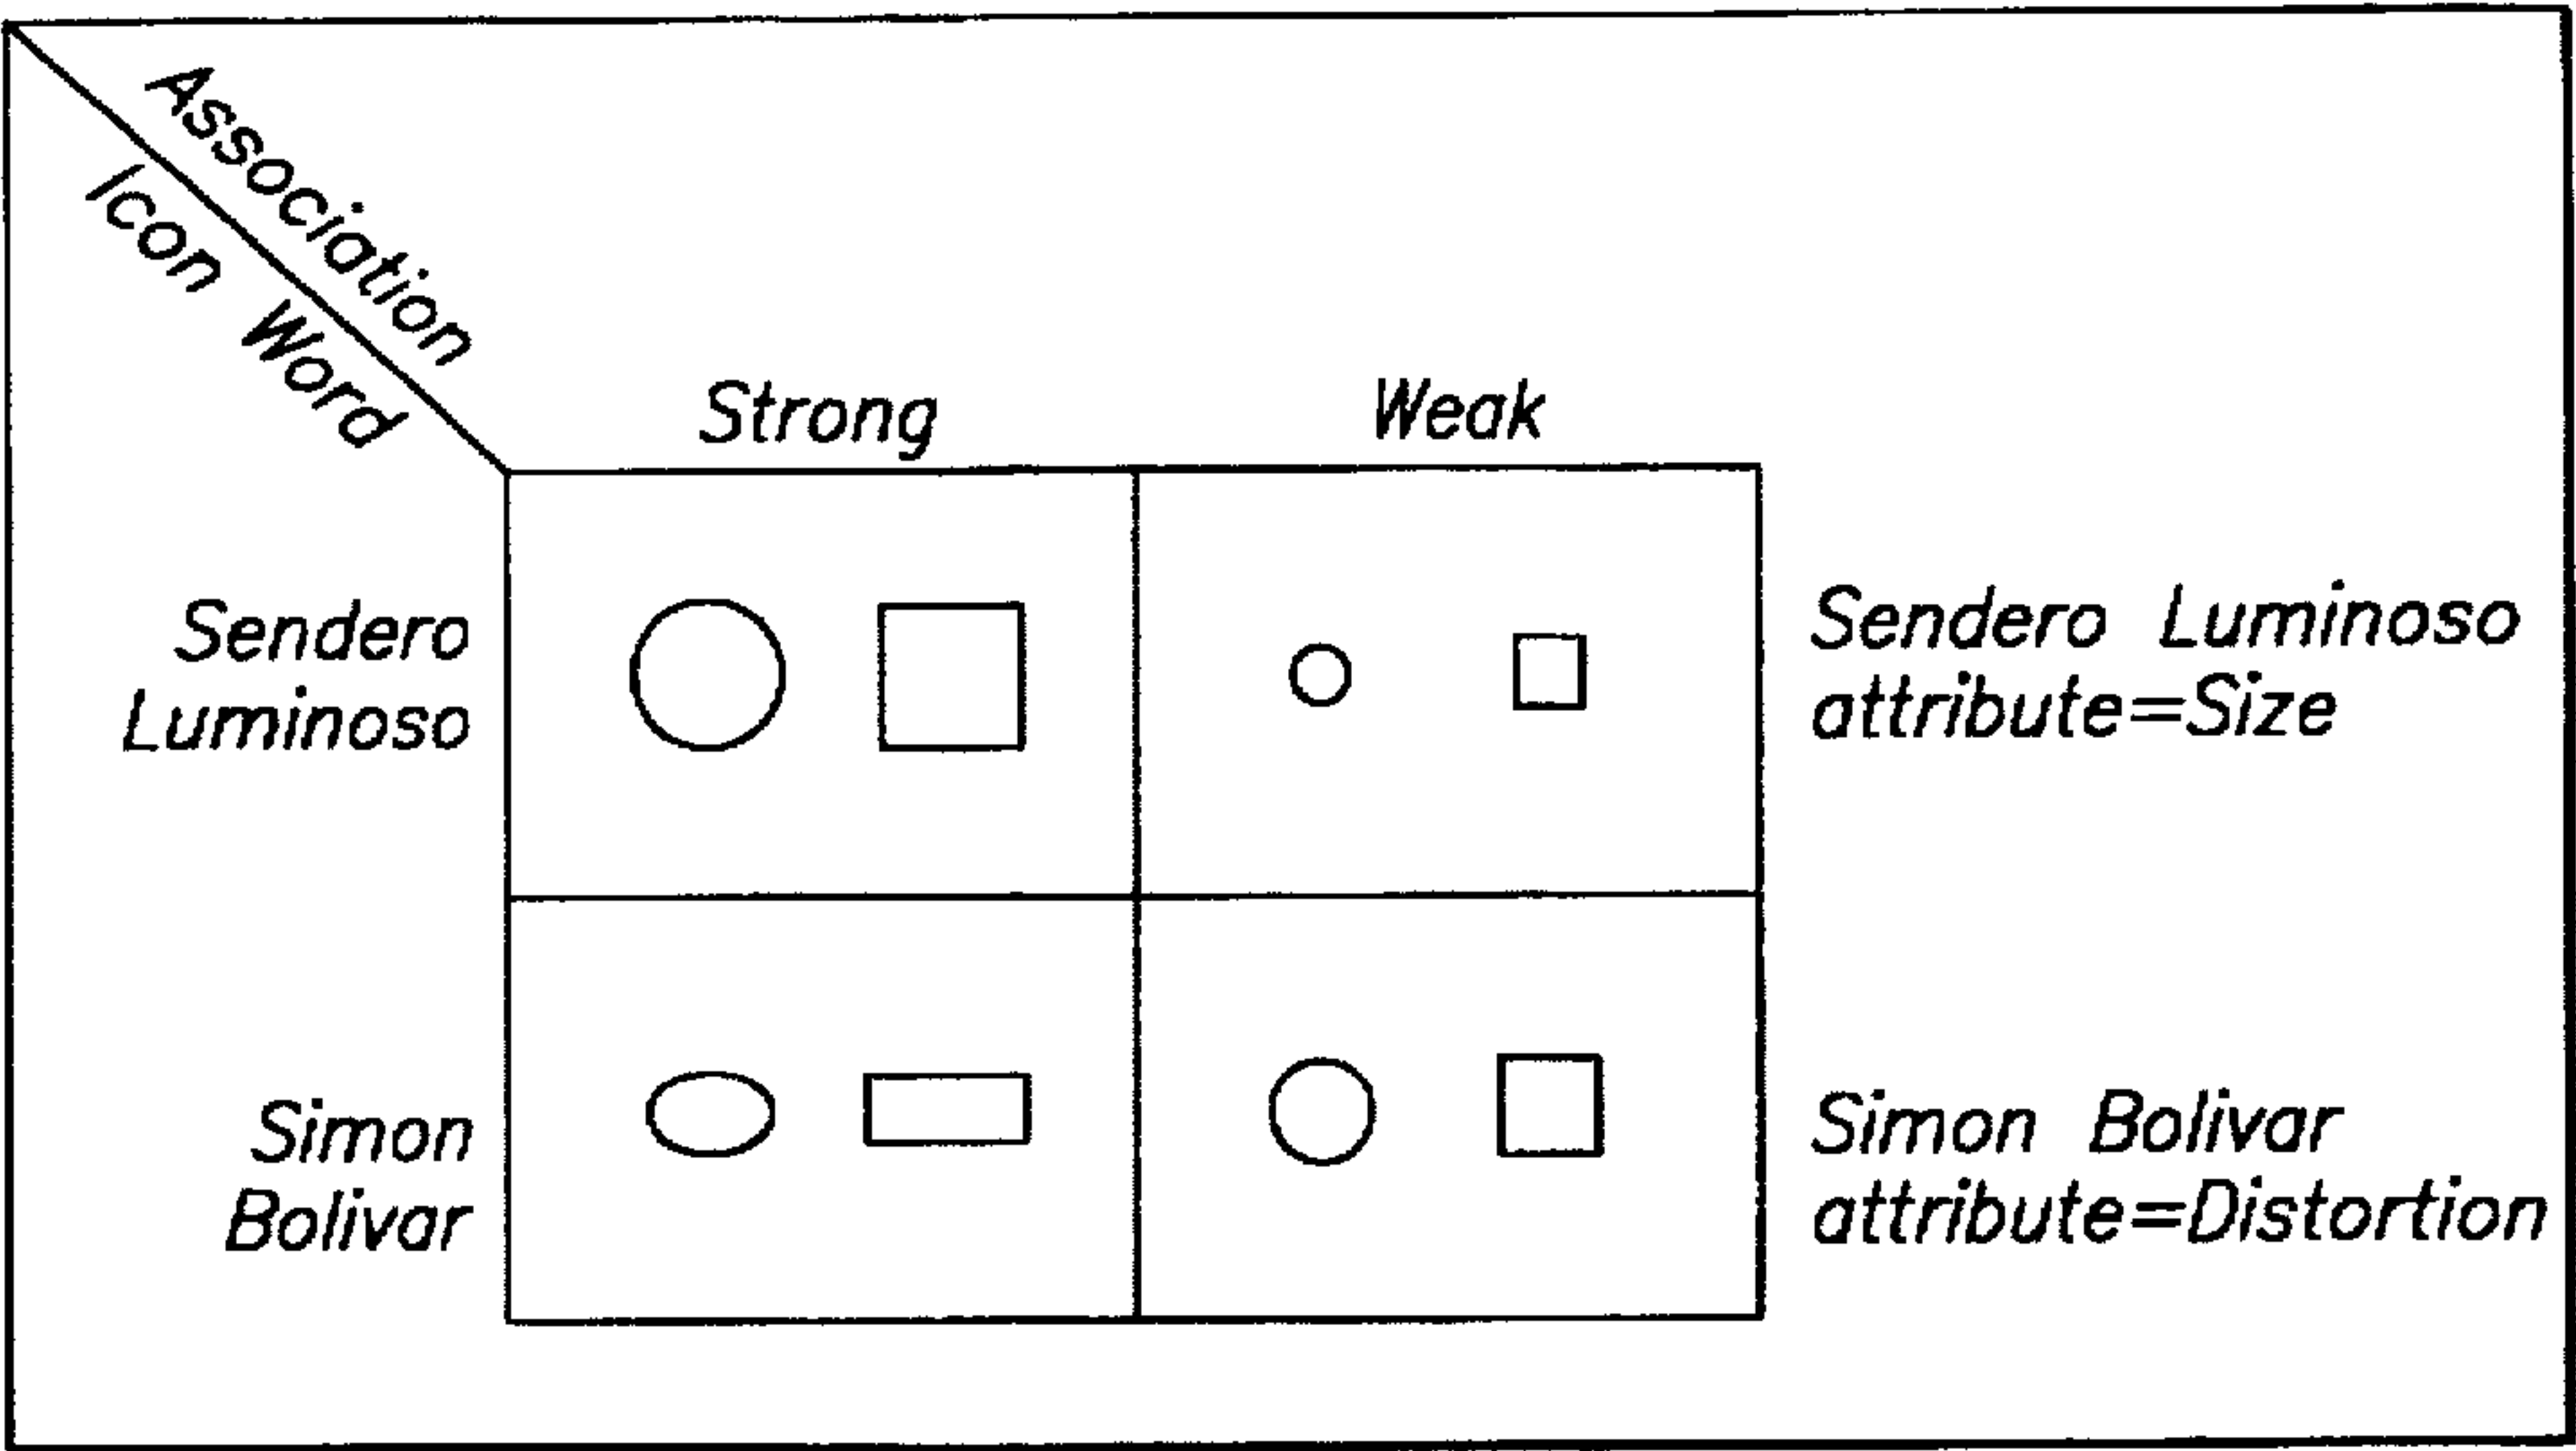 Association
Icon Word
Strong
Weak
Sendero
Luminoso
Sendero Luminoso
attribute=Size
Simon
Bolivar
Simon Bolivar
attribute=Distortion